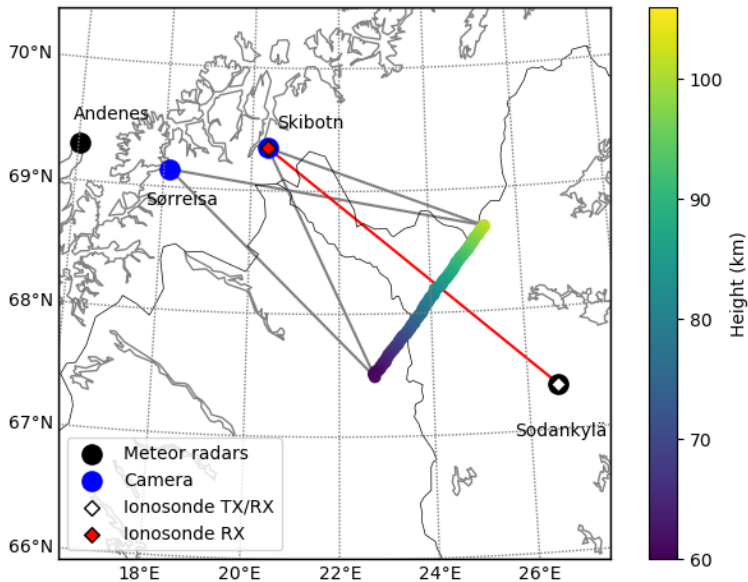 70°N
69°N
68°N
67°N
66°N
18°E
20°E
22°E
24°E
26°E
Andenes
Skibotn
Sørreisa
Sodankylä
Meteor radars
Camera
Ionosonde TX/RX
Ionosonde RX
100
90
80
70
60
Height (km)